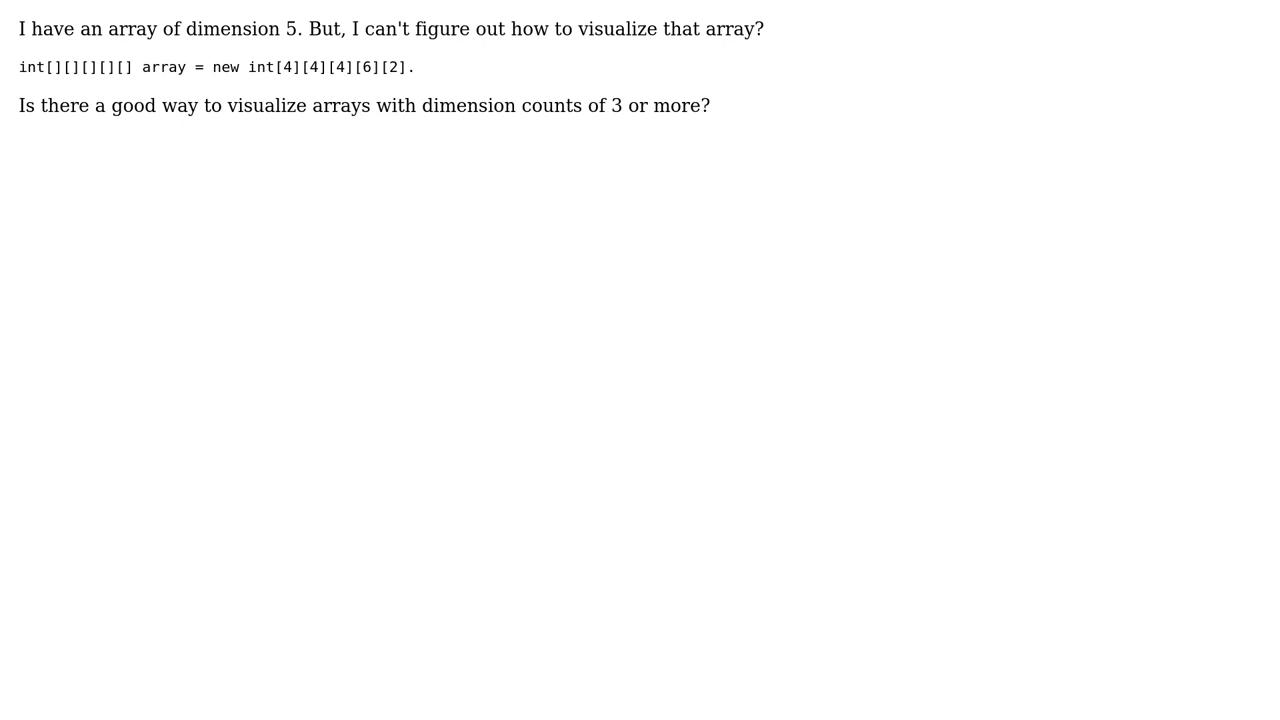 I have an array of dimension 5. But, I can't figure out how to visualize that array?
int[][][][][] array = new int[4][4][4][6][2].
Is there a good way to visualize arrays with dimension counts of 3 or more?